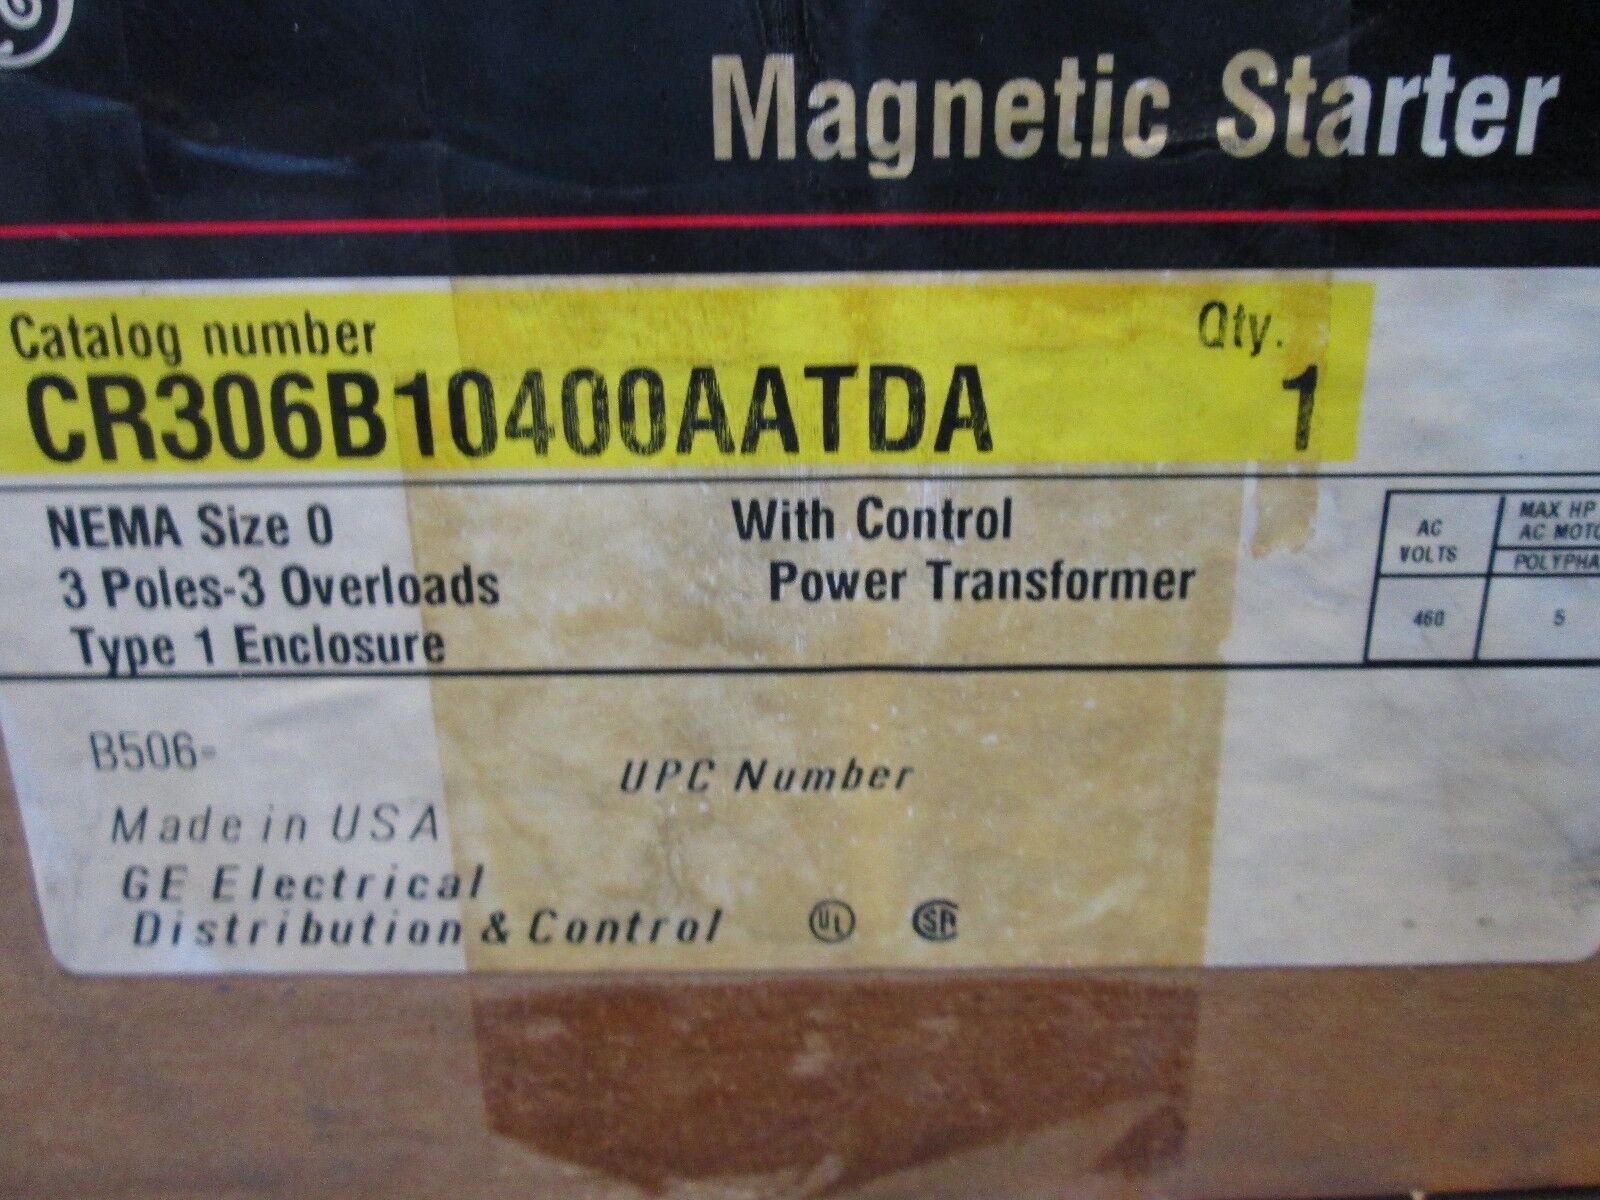 Magnetic Starter
Catalog number Qty.
CR306B10400AATDA 1
NEMA Size 0
3 Poles-3 Overloads
Type 1 Enclosure
With Control
Power Transformer
AC
VOLTS
MAX HP
AC MOTO
POLYPHA
460 5
B506-
UPC Number
Made in USA
GE Electrical
Distribution & Control
UL SA